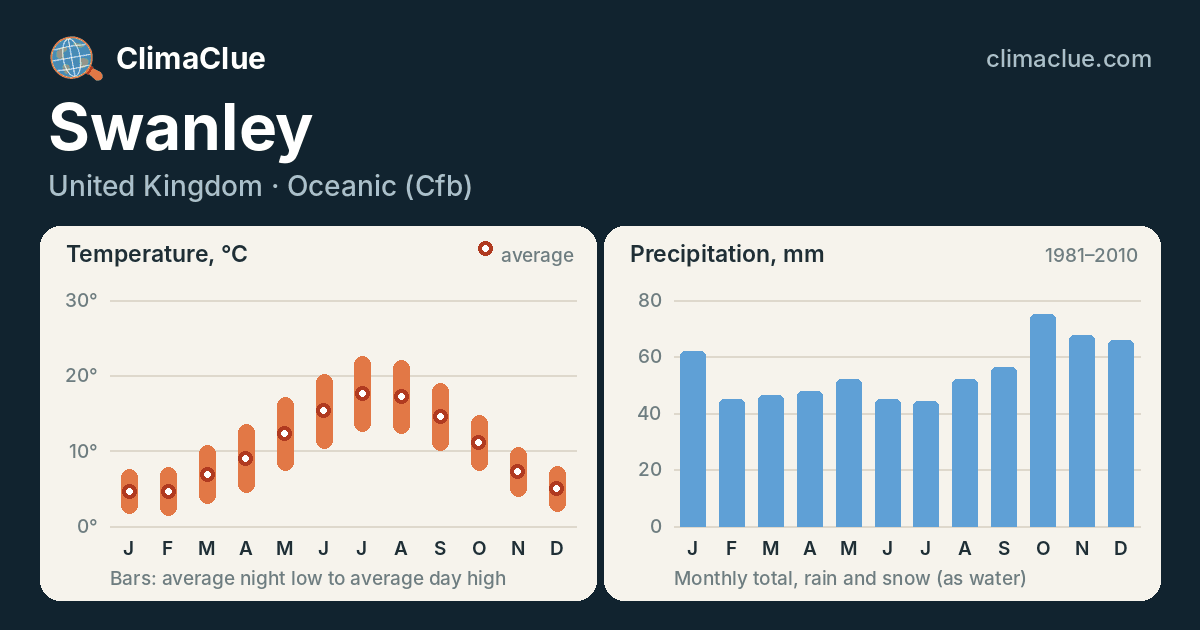 ClimaClue
climaclue.com
Swanley
United Kingdom · Oceanic (Cfb)
Temperature, °C
average
30°
20°
10°
0°
J F M A M J J A S O N D
Bars: average night low to average day high
Precipitation, mm
1981–2010
80
60
40
20
0
J F M A M J J A S O N D
Monthly total, rain and snow (as water)